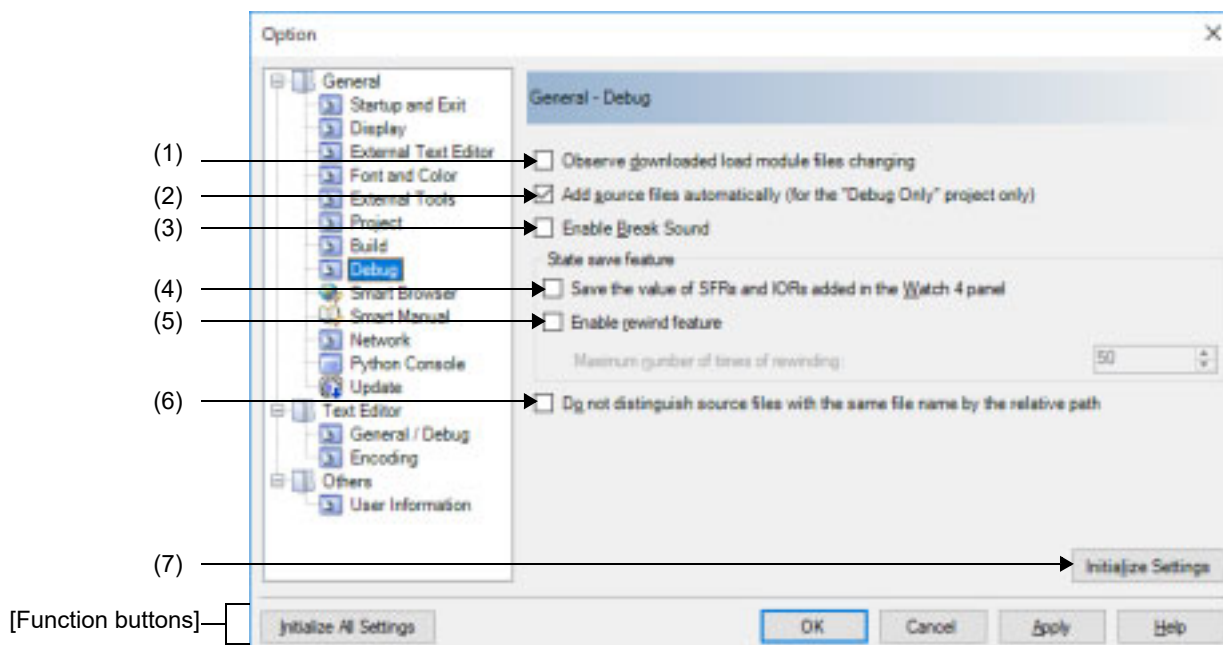 Option
General
Startup and Exit
Display
External Text Editor
Font and Color
External Tools
Project
Build
Debug
Smart Browser
Smart Manual
Network
Python Console
Update
Text Editor
General / Debug
Encoding
Others
User Information
General - Debug
(1)
Observe downloaded load module files changing
(2)
Add source files automatically (for the "Debug Only" project only)
(3)
Enable Break Sound
State save feature
(4)
Save the value of SFRs and IORs added in the Watch 4 panel
(5)
Enable rewind feature
Maximum number of times of rewinding:
50
(6)
Do not distinguish source files with the same file name by the relative path
(7)
Initialize Settings
[Function buttons]
Initialize All Settings
OK
Cancel
Apply
Help